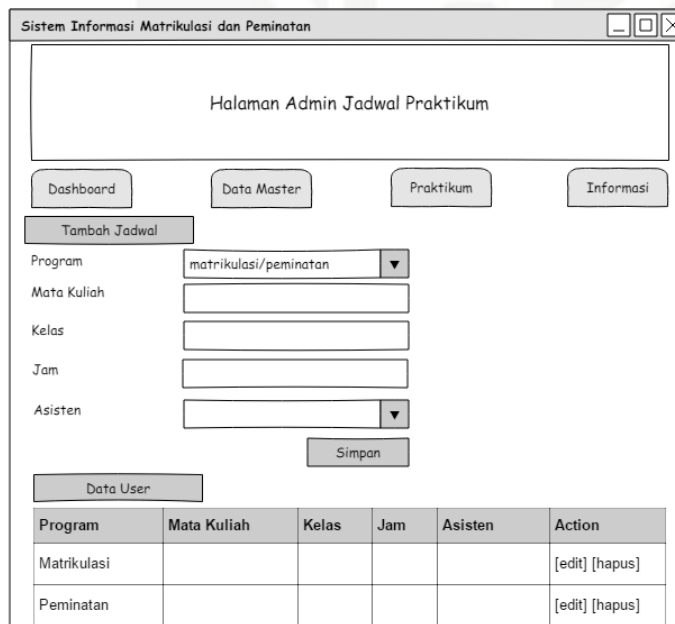 Sistem Informasi Matrikulasi dan Peminatan
Halaman Admin Jadwal Praktikum
Dashboard Data Master Praktikum Informasi
Tambah Jadwal
Program matrikulasi/peminatan
Mata Kuliah
Kelas
Jam
Asisten
Simpan
Data User
Program Mata Kuliah Kelas Jam Asisten Action
Matrikulasi [edit] [hapus]
Peminatan [edit] [hapus]